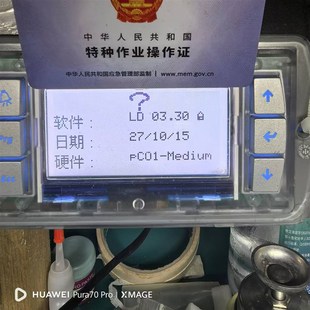 中华人民共和国
特种作业操作证
中华人民共和国应急管理部监制 ( www.mem.gov.cn )
?
软件： LD 03.30 A
日期： 27/10/15
硬件： pCO1-Medium
Prg
Esc
HUAWEI Pura70 Pro | XMAGE